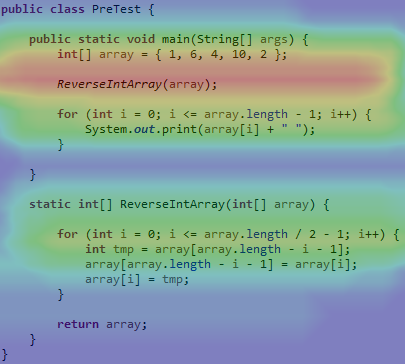 public class PreTest {
public static void main(String[] args) {
int[] array = { 1, 6, 4, 10, 2 };
ReverseIntArray(array);
for (int i = 0; i <= array.length - 1; i++) {
System.out.print(array[i] + " ");
}
}
static int[] ReverseIntArray(int[] array) {
for (int i = 0; i <= array.length / 2 - 1; i++) {
int tmp = array[array.length - i - 1];
array[array.length - i - 1] = array[i];
array[i] = tmp;
}
return array;
}
}